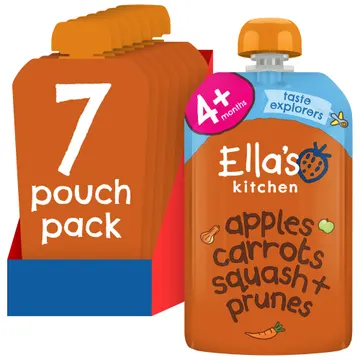 7
pouch
pack
4+
months
taste
explorers
Ella's
kitchen
apples
carrots
squash+
prunes